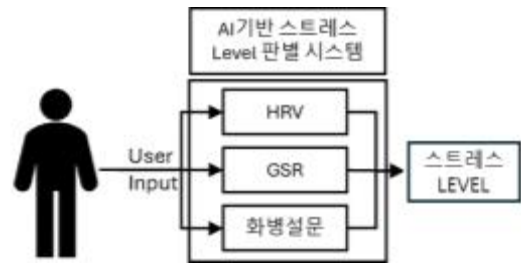 AI기반 스트레스
Level 판별 시스템
HRV
User
Input
GSR
화병설문
스트레스
LEVEL